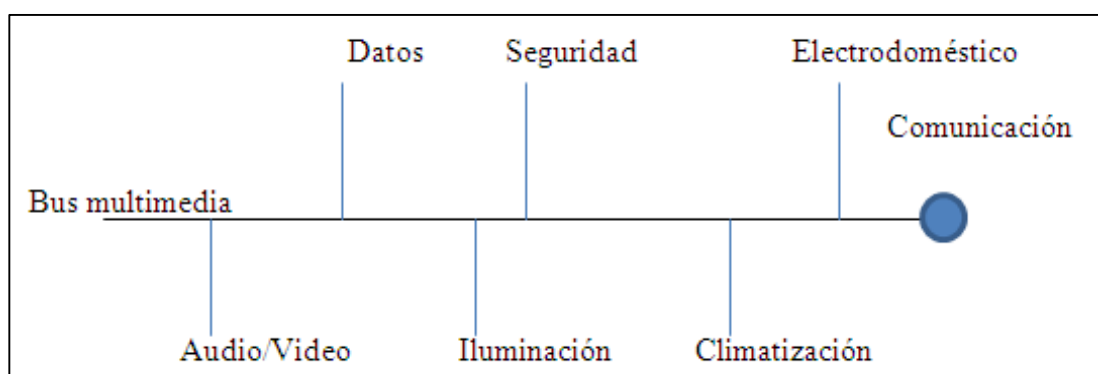 Datos Seguridad Electrodoméstico
Comunicación
Bus multimedia
Audio/Video Iluminación Climatización